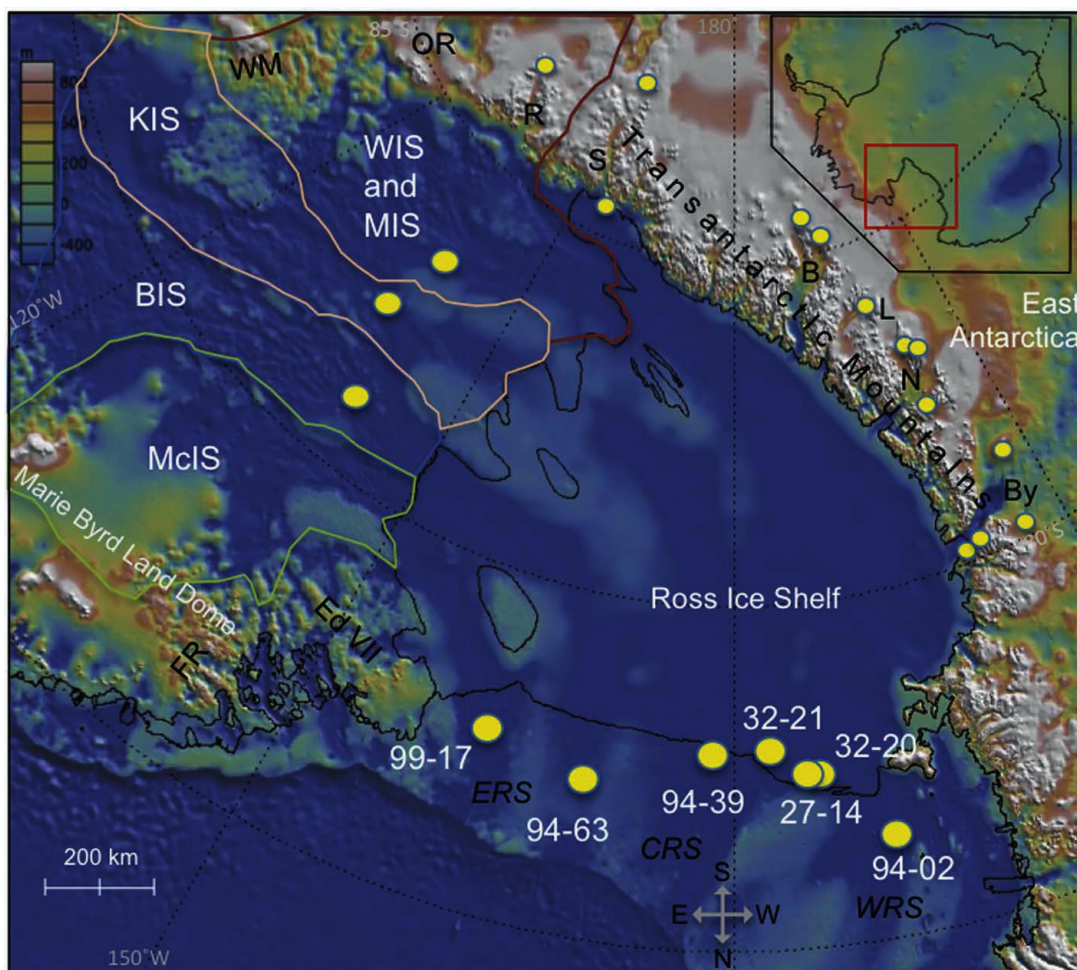 85°S
180
m
OR
WM
800
KIS
R
WIS
and
MIS
200
S
Transantarctic Mountains
0
-400
B
BIS
120°W
L
East
Antarctica
N
McIS
By
80°S
Marie Byrd Land Dome
Ross Ice Shelf
Ed VII
FR
32-21
32-20
99-17
ERS
94-39
27-14
94-63
CRS
94-02
200 km
S
E
W
WRS
N
150°W